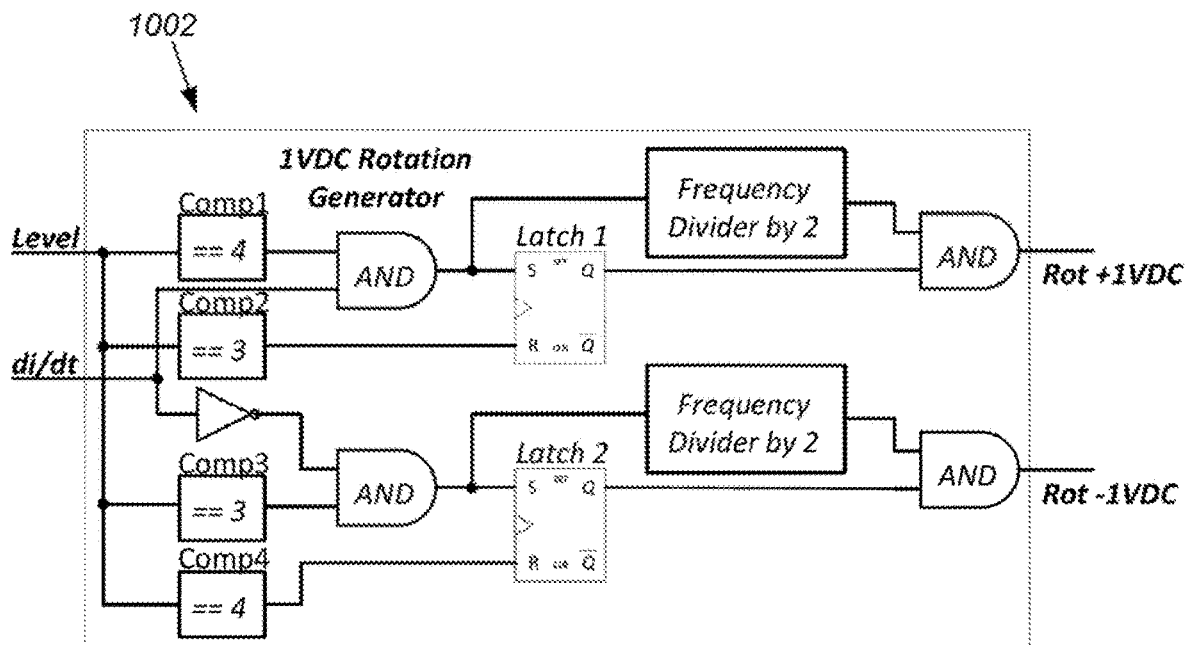 1002
1VDC Rotation
Generator
Comp1
Level
== 4
AND
Latch 1
S Q
R Q
Frequency
Divider by 2
AND
Rot +1VDC
Comp2
== 3
di/dt
Comp3
== 3
AND
Latch 2
S Q
R Q
Frequency
Divider by 2
AND
Rot -1VDC
Comp4
== 4